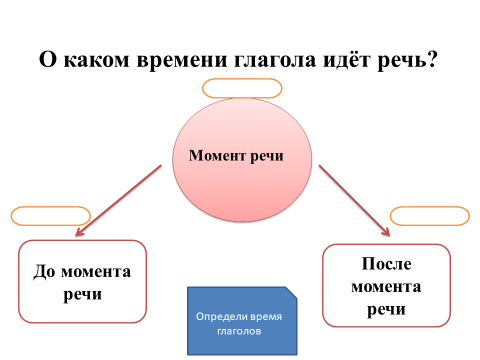 О каком времени глагола идёт речь?
Момент речи
До момента
речи
После
момента
речи
Определи время
глаголов